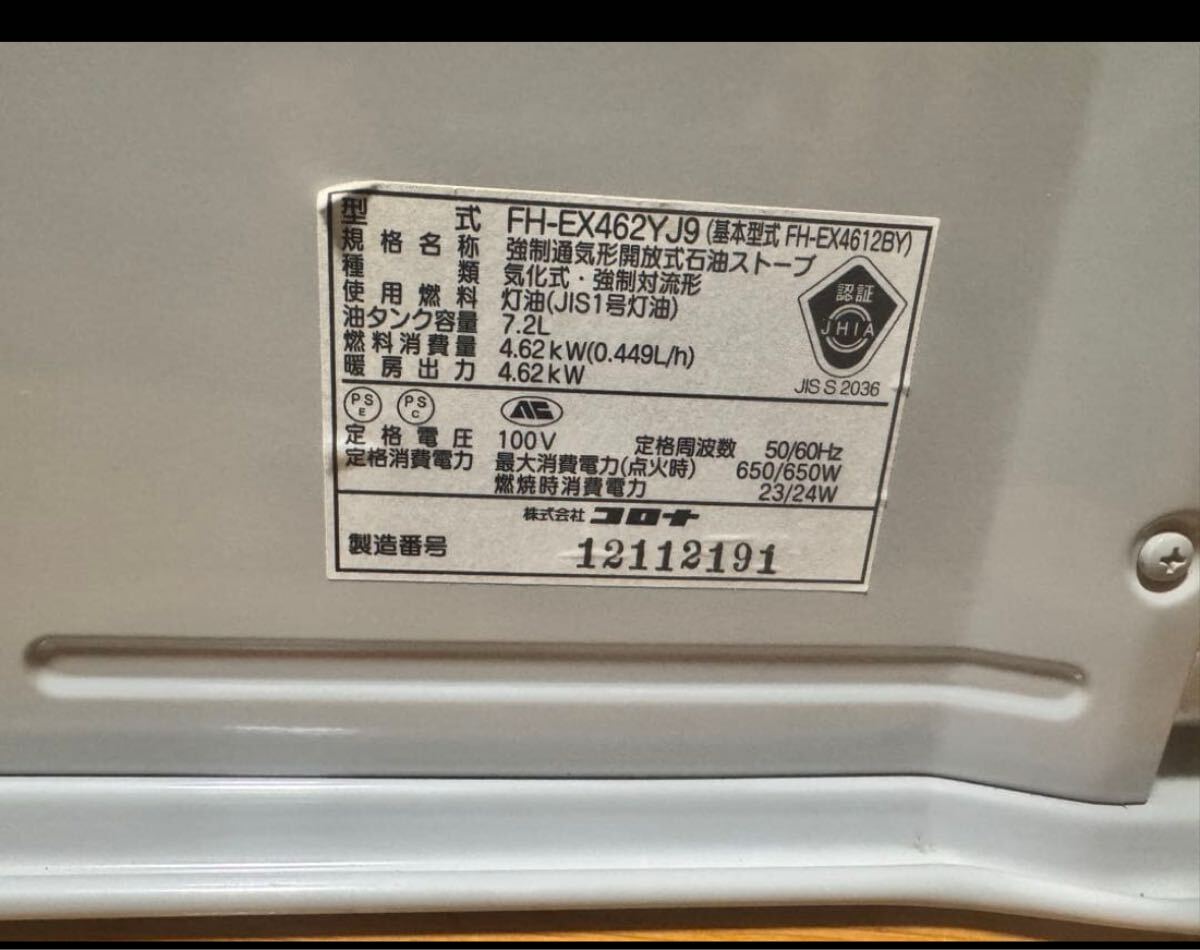 型式 FH-EX462YJ9(基本型式 FH-EX4612BY)
規格名称 強制通気形開放式石油ストーブ
種類 気化式・強制対流形
使用燃料 灯油(JIS1号灯油)
油タンク容量 7.2L
燃料消費量 4.62kW(0.449L/h)
暖房出力 4.62kW
認証
JHIA
JIS S 2036
PS E PS C
定格電圧 100V 定格周波数 50/60Hz
定格消費電力 最大消費電力(点火時) 650/650W
燃焼時消費電力 23/24W
株式会社 コロナ
製造番号 12112191